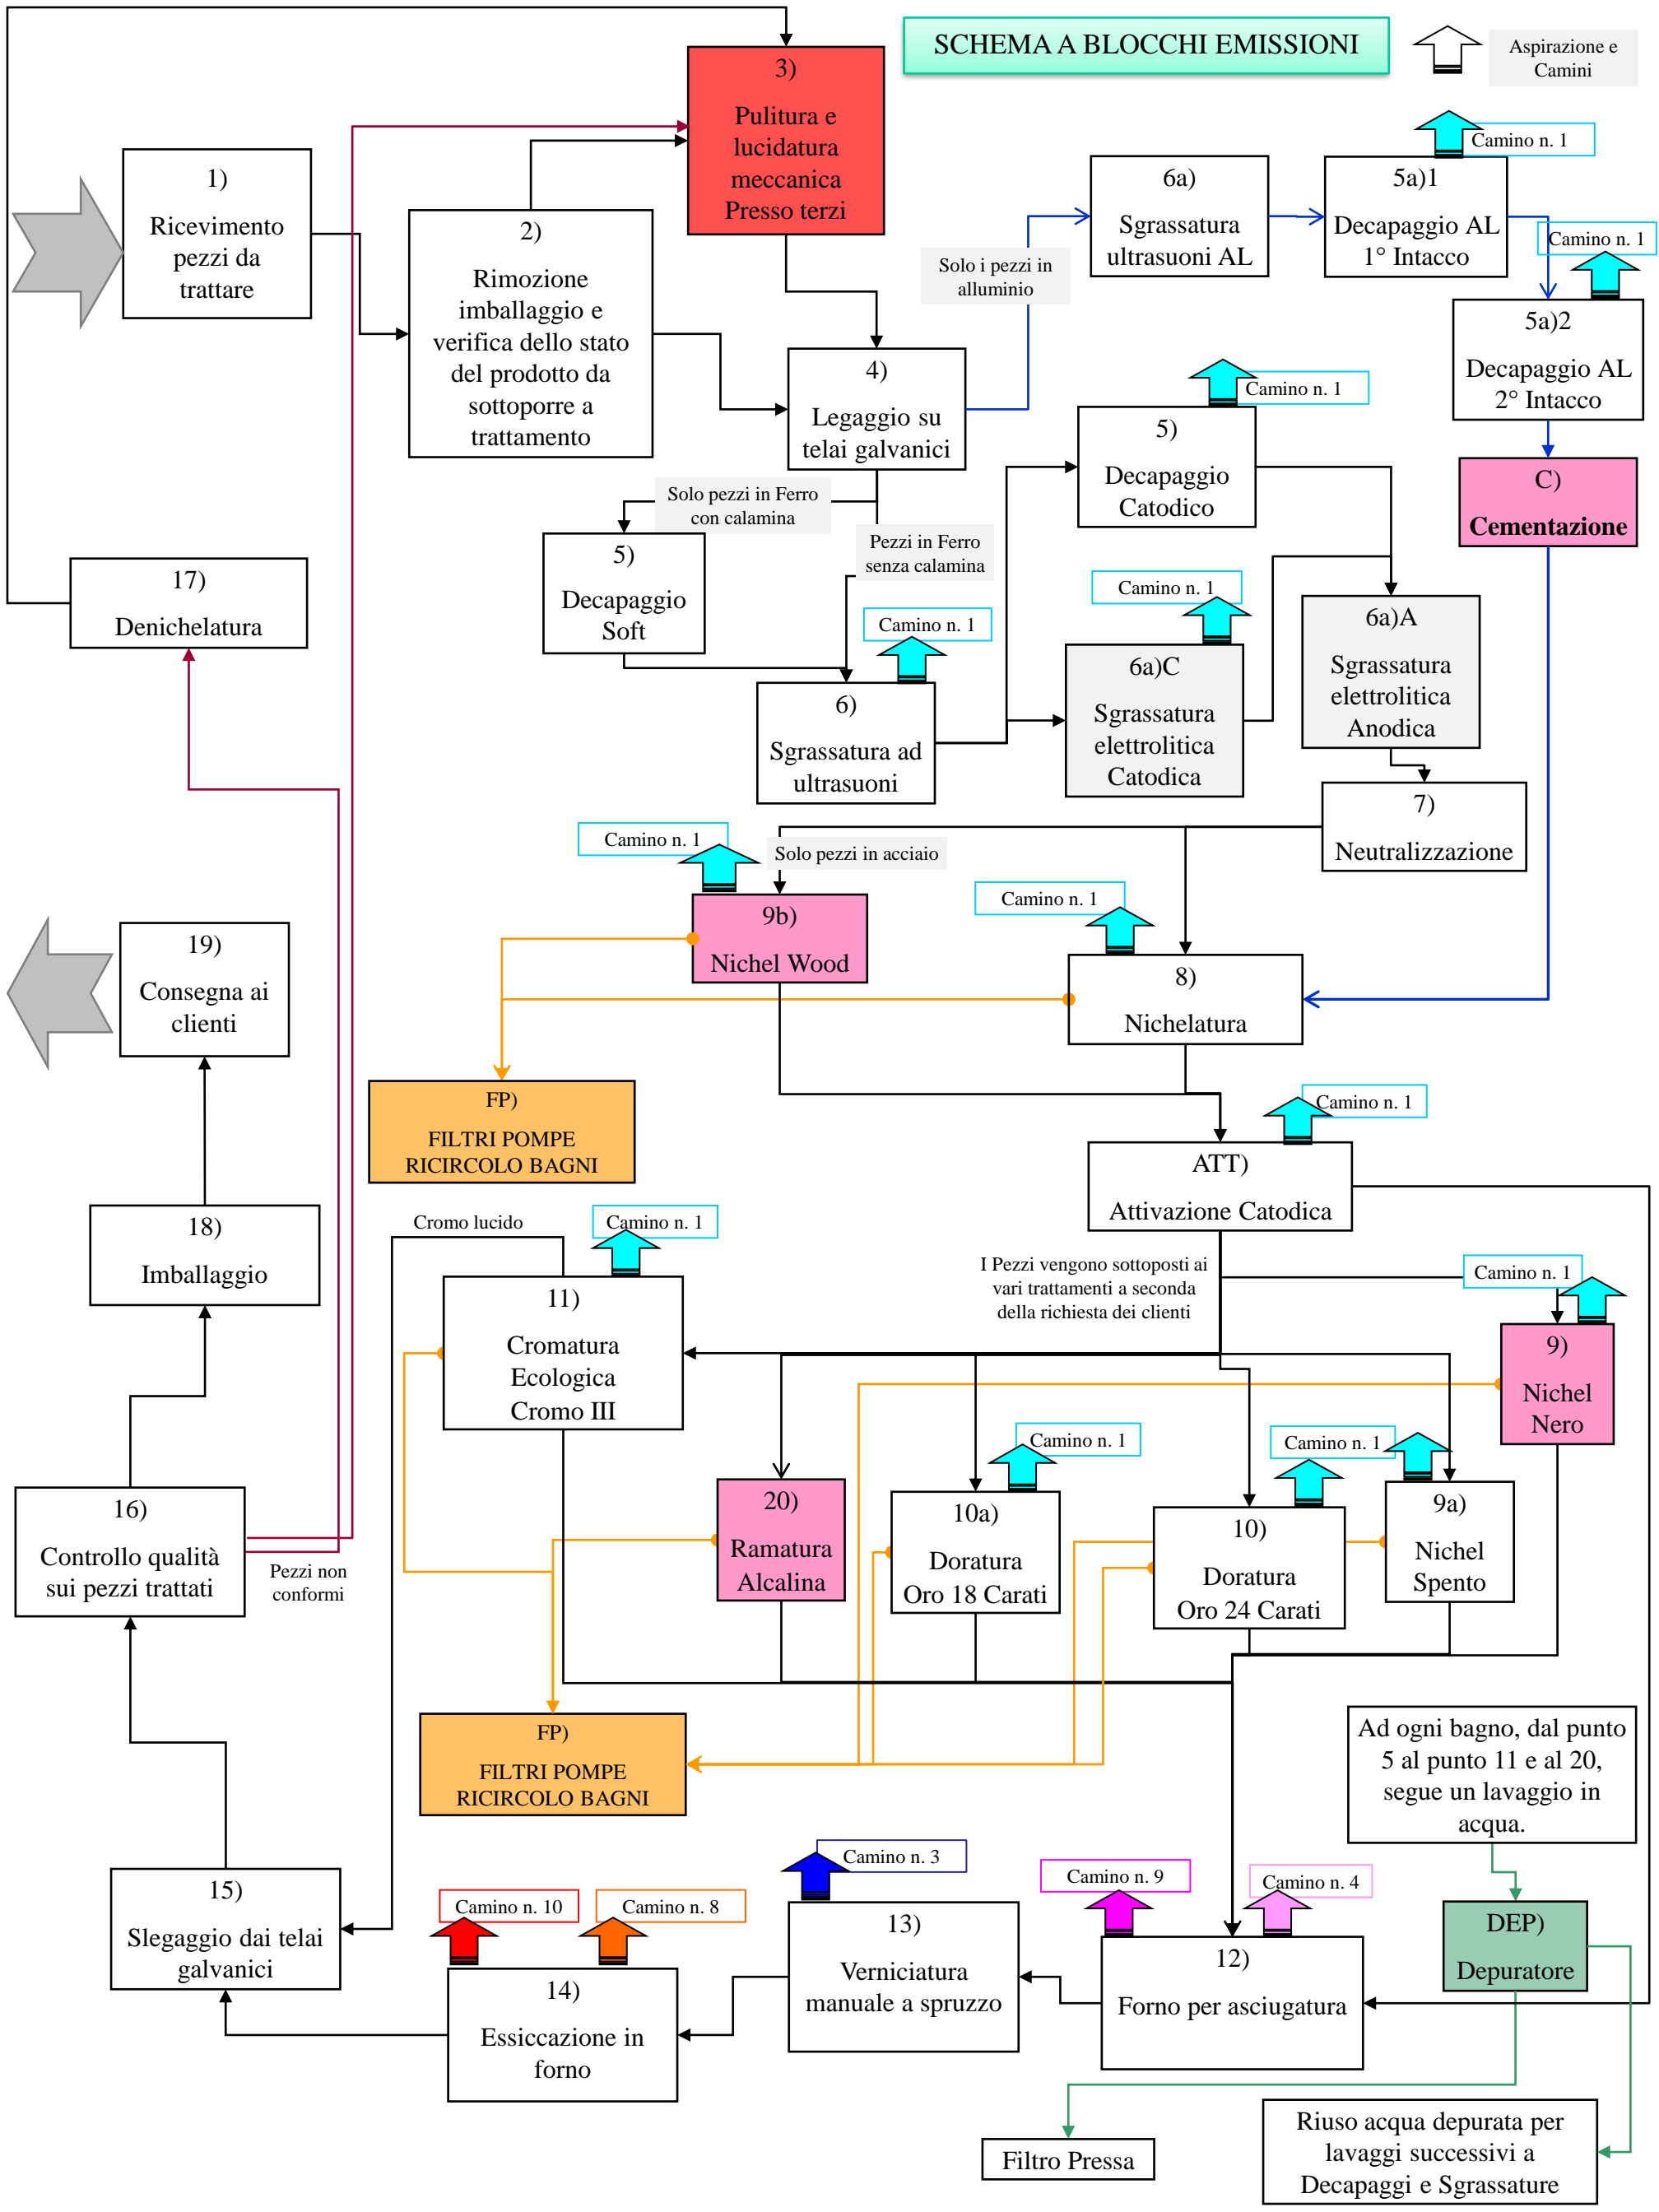 SCHEMA A BLOCCHI EMISSIONI
Aspirazione e
Camini
3)
Pulitura e
lucidatura
meccanica
Presso terzi
Camino n. 1
1)
Ricevimento
pezzi da
trattare
6a)
Sgrassatura
ultrasuoni AL
5a)1
Decapaggio AL
1° Intacco
2)
Rimozione
imballaggio e
verifica dello stato
del prodotto da
sottoporre a
trattamento
Camino n. 1
Solo i pezzi in
alluminio
5a)2
Decapaggio AL
2° Intacco
4)
Legaggio su
telai galvanici
Camino n. 1
5)
Decapaggio
Catodico
C)
Cementazione
Solo pezzi in Ferro
con calamina
Pezzi in Ferro
senza calamina
5)
Decapaggio
Soft
17)
Denichelatura
Camino n. 1
Camino n. 1
6a)A
Sgrassatura
elettrolitica
Anodica
6a)C
Sgrassatura
elettrolitica
Catodica
6)
Sgrassatura ad
ultrasuoni
7)
Neutralizzazione
Camino n. 1
Solo pezzi in acciaio
Camino n. 1
9b)
Nichel Wood
19)
Consegna ai
clienti
8)
Nichelatura
FP)
FILTRI POMPE
RICIRCOLO BAGNI
Camino n. 1
ATT)
Attivazione Catodica
18)
Imballaggio
Cromo lucido
Camino n. 1
I Pezzi vengono sottoposti ai
vari trattamenti a seconda
della richiesta dei clienti
Camino n. 1
11)
Cromatura
Ecologica
Cromo III
9)
Nichel
Nero
Camino n. 1
Camino n. 1
16)
Controllo qualità
sui pezzi trattati
Pezzi non
conformi
20)
Ramatura
Alcalina
10a)
Doratura
Oro 18 Carati
10)
Doratura
Oro 24 Carati
9a)
Nichel
Spento
FP)
FILTRI POMPE
RICIRCOLO BAGNI
Ad ogni bagno, dal punto
5 al punto 11 e al 20,
segue un lavaggio in
acqua.
Camino n. 3
Camino n. 9
Camino n. 4
15)
Slegaggio dai telai
galvanici
Camino n. 10
Camino n. 8
13)
Verniciatura
manuale a spruzzo
12)
Forno per asciugatura
DEP)
Depuratore
14)
Essiccazione in
forno
Filtro Pressa
Riuso acqua depurata per
lavaggi successivi a
Decapaggi e Sgrassature